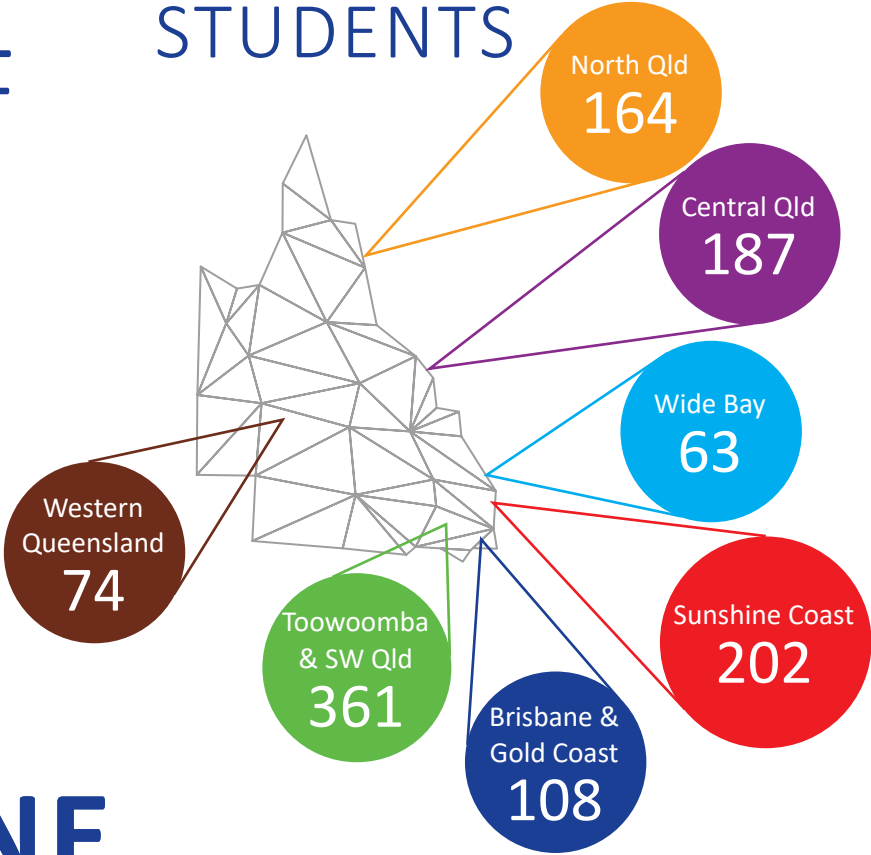 STUDENTS
North Qld
164
Central Qld
187
Wide Bay
63
Western
Queensland
74
Sunshine Coast
202
Toowoomba
& SW Qld
361
Brisbane &
Gold Coast
108
NE